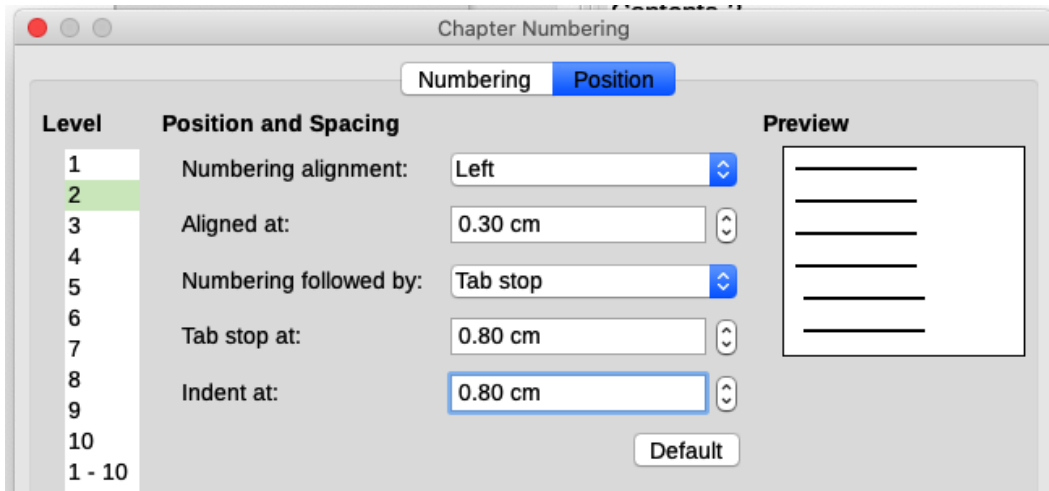 Chapter Numbering
Numbering Position
Level Position and Spacing Preview
1 Numbering alignment: Left
2
3 Aligned at: 0.30 cm
4
5 Numbering followed by: Tab stop
6
7 Tab stop at: 0.80 cm
8 Indent at: 0.80 cm
9
10 Default
1 - 10